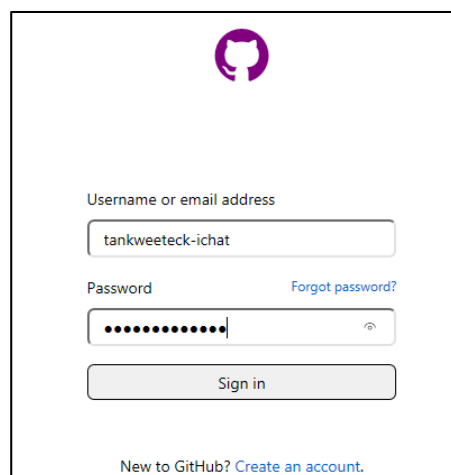 Username or email address
tankweeteck-ichat
Password Forgot password?
•••••••••••••
Sign in
New to GitHub? Create an account.